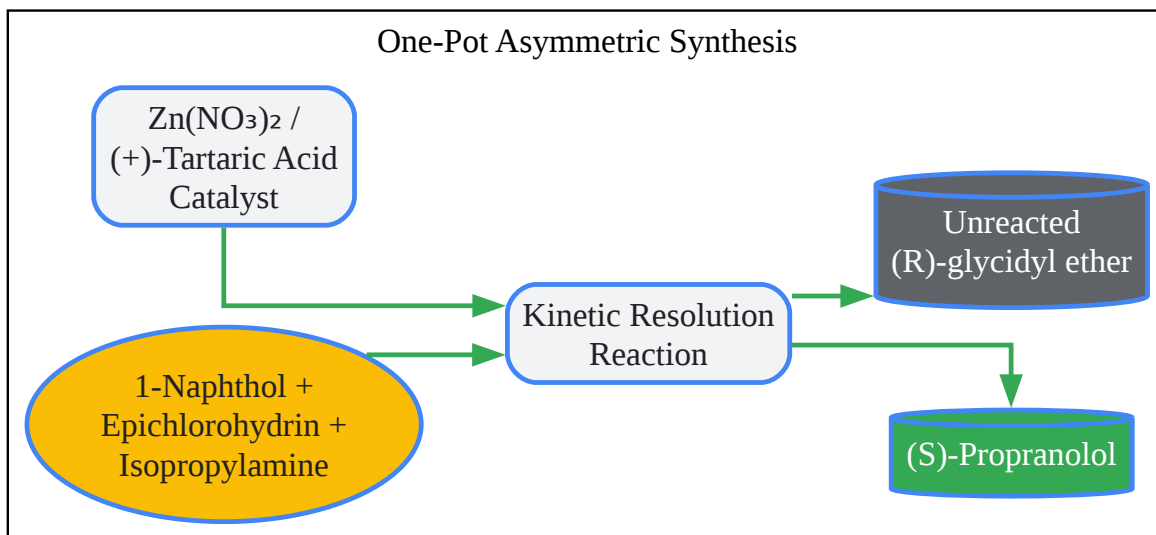 One-Pot Asymmetric Synthesis
Zn(NO₃)₂ /
(+)-Tartaric Acid
Catalyst
Unreacted
(R)-glycidyl ether
Kinetic Resolution
Reaction
1-Naphthol +
Epichlorohydrin +
Isopropylamine
(S)-Propranolol